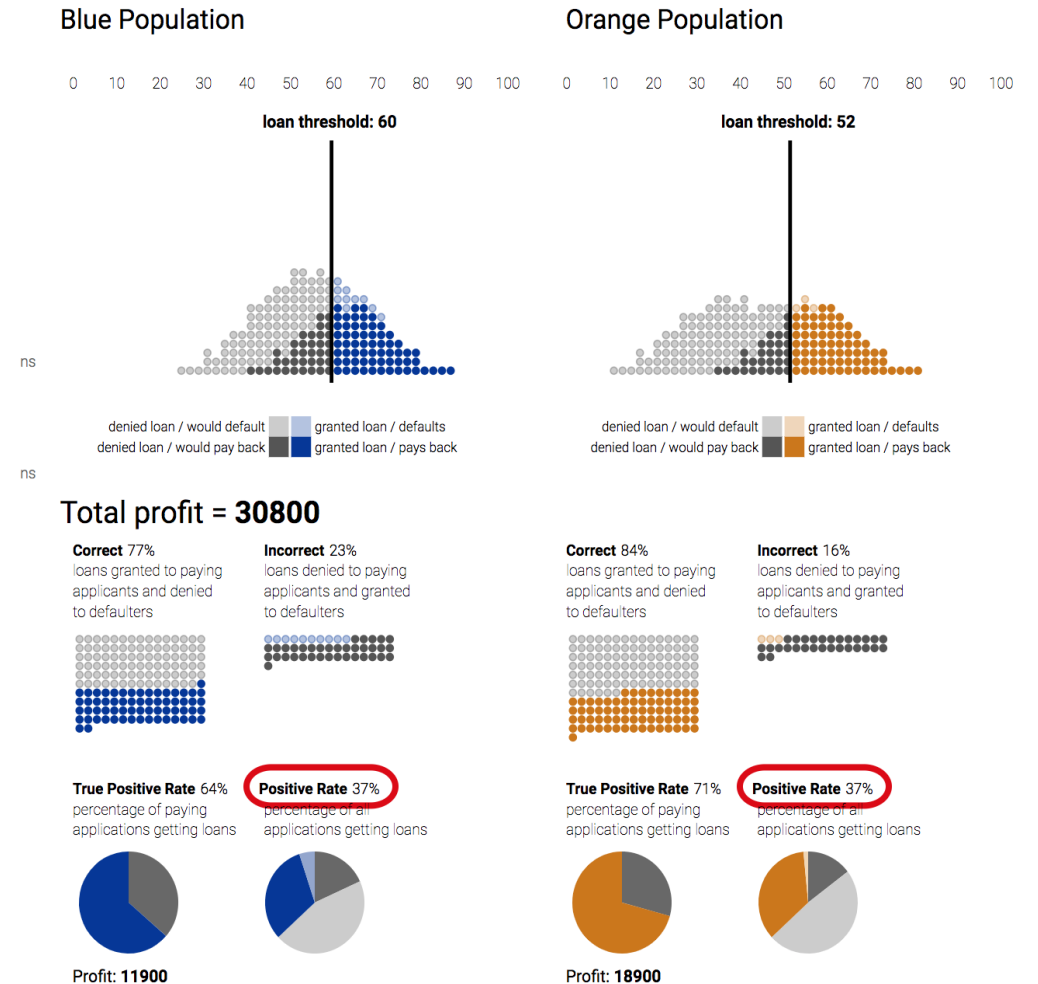 Blue Population
0 10 20 30 40 50 60 70 80 90 100
loan threshold: 60
ns
denied loan / would default
granted loan / defaults
denied loan / would pay back
granted loan / pays back
ns
Orange Population
0 10 20 30 40 50 60 70 80 90 100
loan threshold: 52
denied loan / would default
granted loan / defaults
denied loan / would pay back
granted loan / pays back
Total profit = 30800
Correct 77%
loans granted to paying
applicants and denied
to defaulters
Incorrect 23%
loans denied to paying
applicants and granted
to defaulters
True Positive Rate 64%
percentage of paying
applications getting loans
Positive Rate 37%
percentage of all
applications getting loans
Profit: 11900
Correct 84%
loans granted to paying
applicants and denied
to defaulters
Incorrect 16%
loans denied to paying
applicants and granted
to defaulters
True Positive Rate 71%
percentage of paying
applications getting loans
Positive Rate 37%
percentage of all
applications getting loans
Profit: 18900